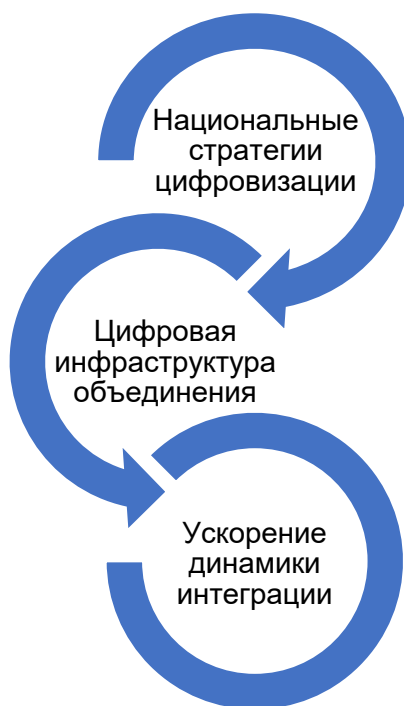 Национальные
стратегии
цифровизации
Цифровая
инфраструктура
объединения
Ускорение
динамики
интеграции